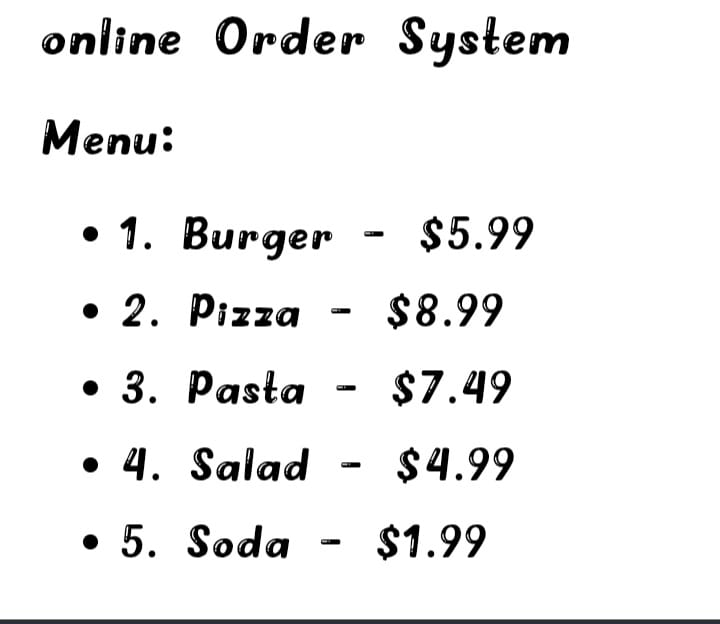 online Order System
Menu:
• 1. Burger - $5.99
• 2. Pizza - $8.99
• 3. Pasta - $7.49
• 4. Salad - $4.99
• 5. Soda - $1.99